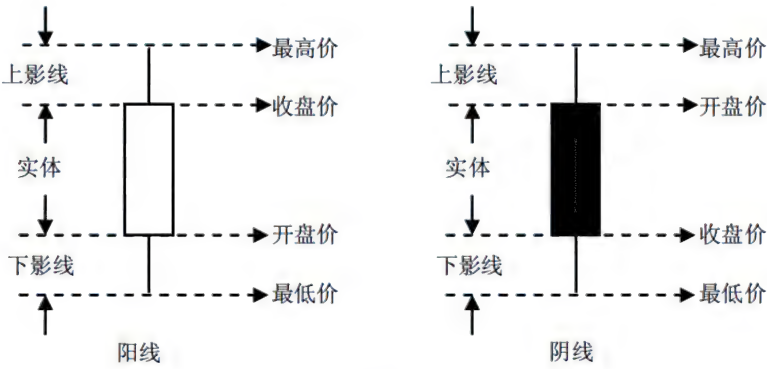 最高价
上影线
收盘价
实体
开盘价
下影线
最低价
阳线
最高价
上影线
开盘价
实体
收盘价
下影线
最低价
阴线